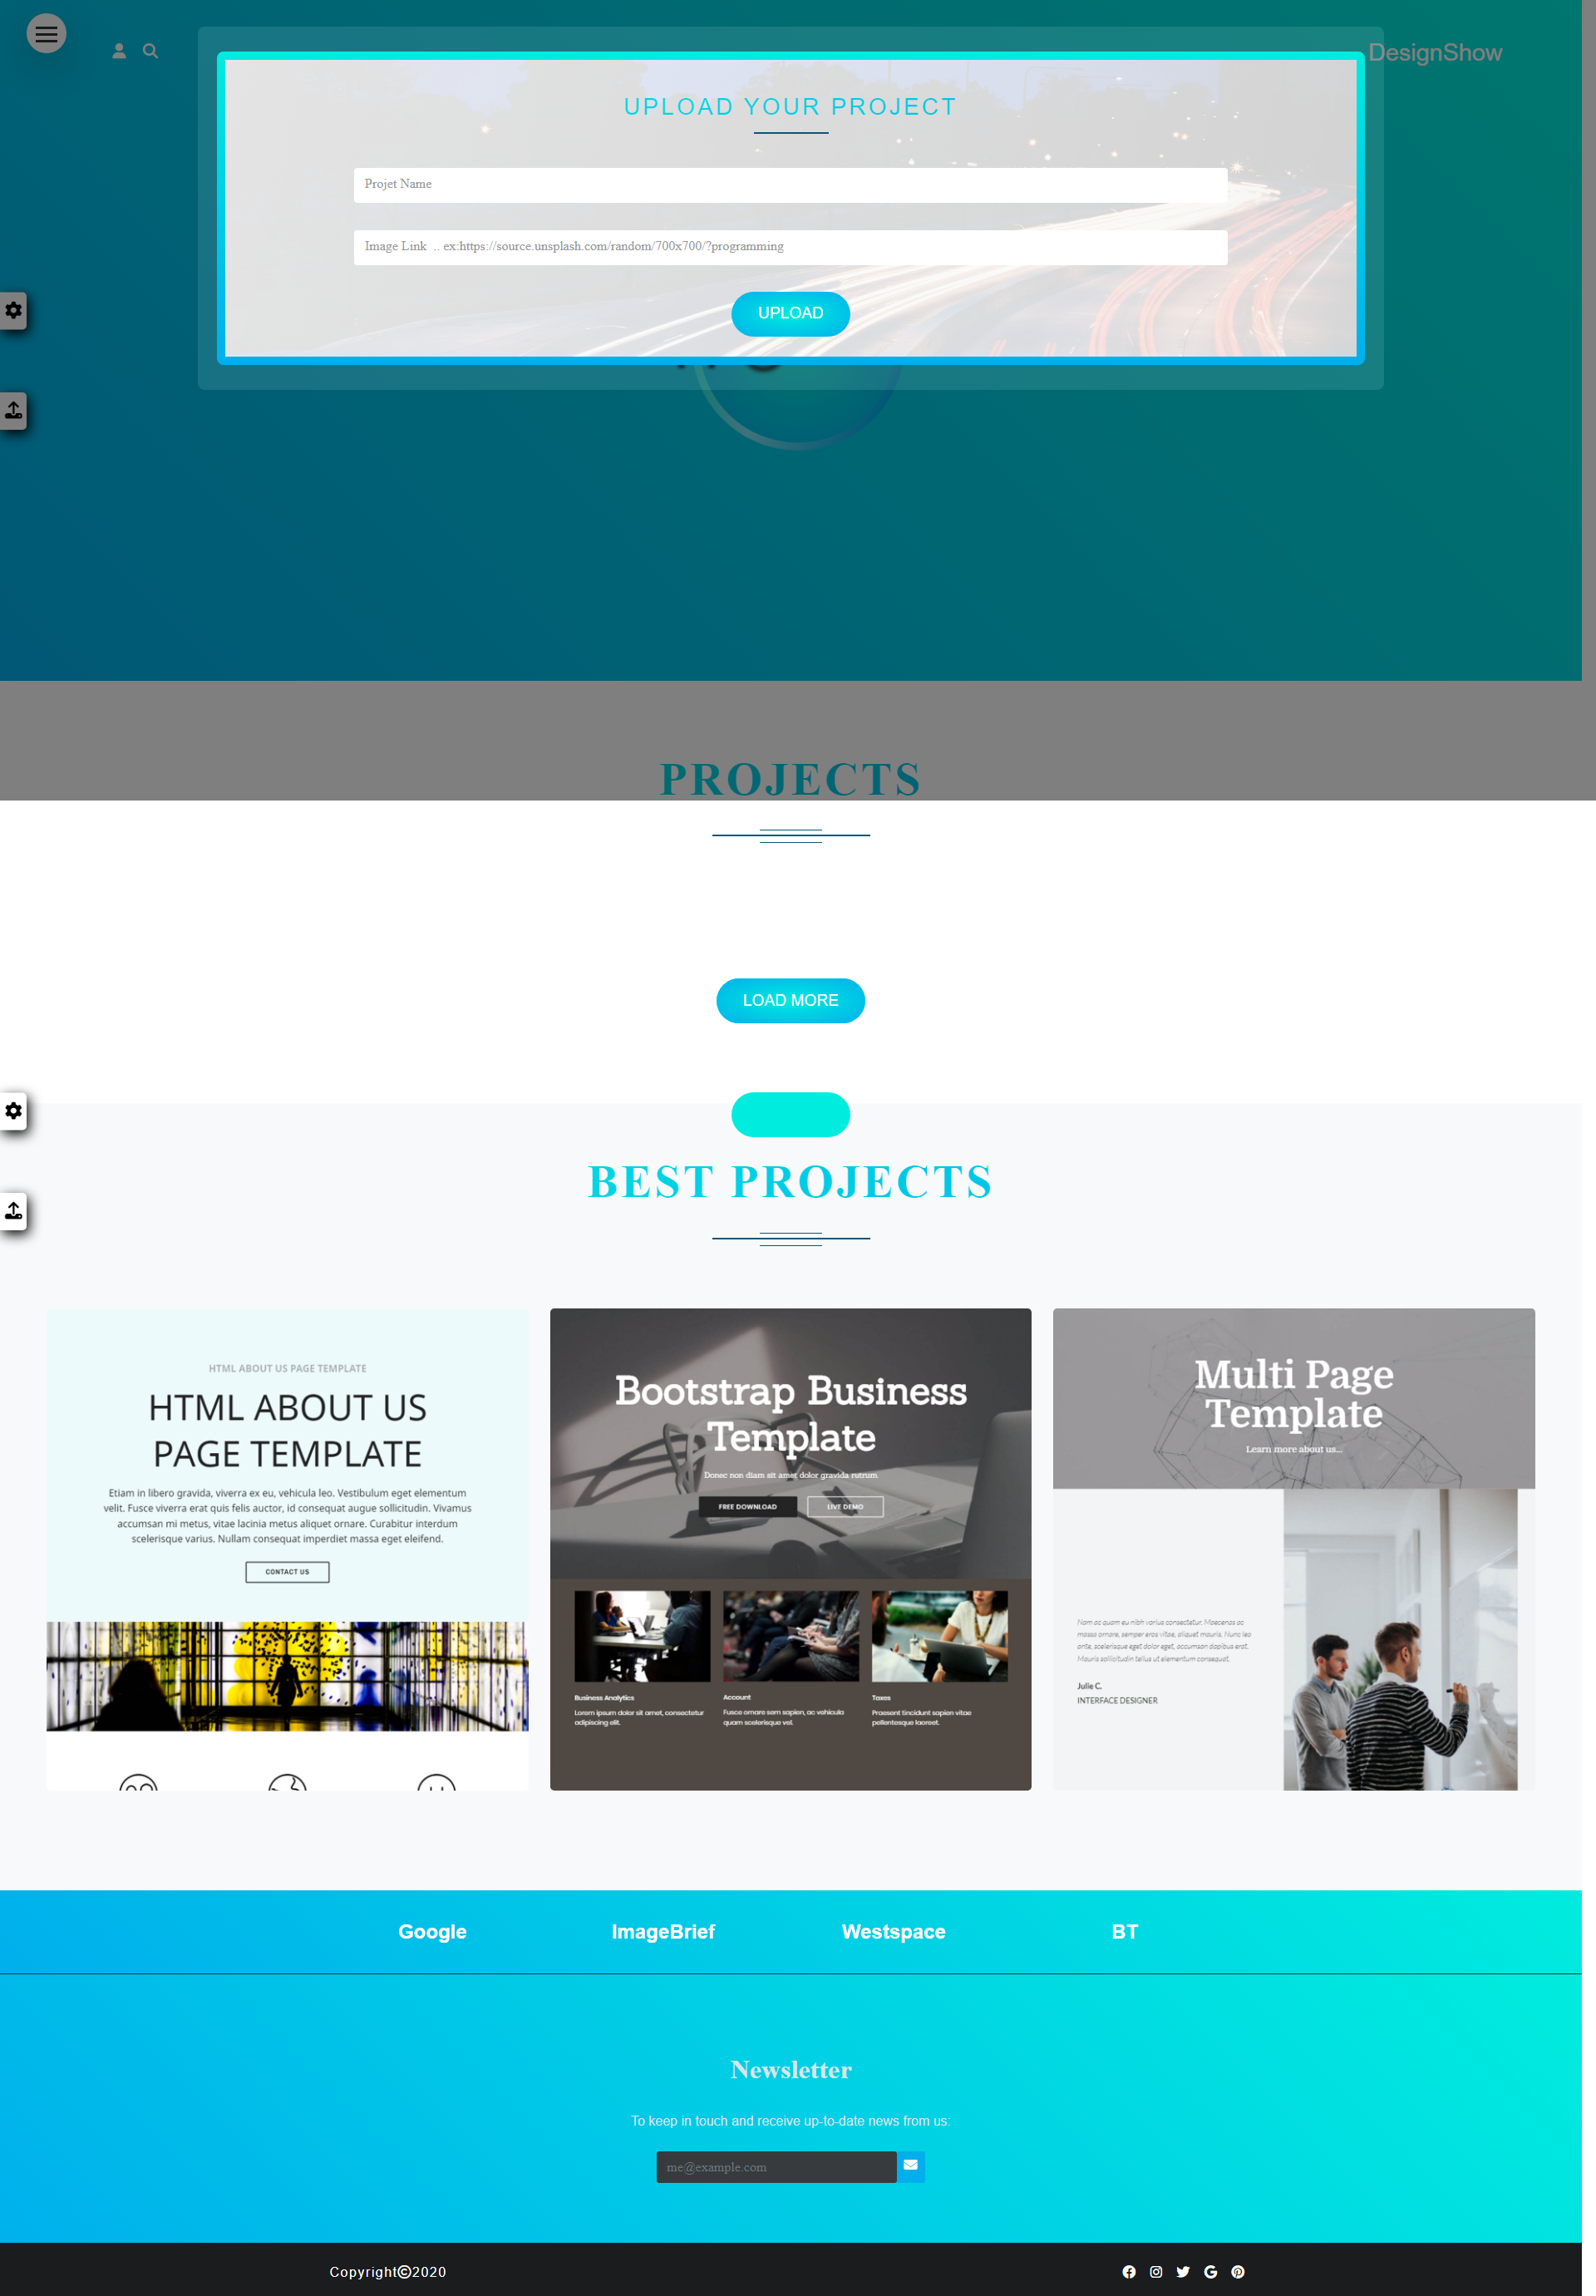 DesignShow
UPLOAD YOUR PROJECT
Projet Name
Image Link .. ex:https://source.unsplash.com/random/700x700/?programming
UPLOAD
PROJECTS
LOAD MORE
BEST PROJECTS
HTML ABOUT US PAGE TEMPLATE
HTML ABOUT US
PAGE TEMPLATE
Etiam in libero gravida, viverra ex eu, vehicula leo. Vestibulum eget elementum
velit. Fusce viverra erat quis felis auctor, id consequat augue sollicitudin. Vivamus
accumsan mi metus, vitae lacinia metus aliquet ornare. Curabitur interdum
scelerisque varius. Nullam consequat imperdiet massa eget eleifend.
CONTACT US
Bootstrap Business
Template
Donec non diam sit amet dolor gravida rutrum.
FREE DOWNLOAD
LIVE DEMO
Business Analytics
Lorem ipsum dolor sit amet, consectetur
adipiscing elit.
Account
Fusce ornare sem sapien, ac vehicula
quam scelerisque vel.
Taxes
Praesent tincidunt sapien vitae
pellentesque laoreet.
Multi Page
Template
Learn more about us...
Nam ac quam eu nibh varius consectetur. Maecenas ac
massa ornare, semper eros vitae, aliquet mauris. Nunc leo
ante, scelerisque eget dolor eget, accumsan dapibus erat.
Mauris sollicitudin tellus ut elementum consequat.
Julie C.
INTERFACE DESIGNER
Google
ImageBrief
Westspace
BT
Newsletter
To keep in touch and receive up-to-date news from us:
me@example.com
Copyright©2020